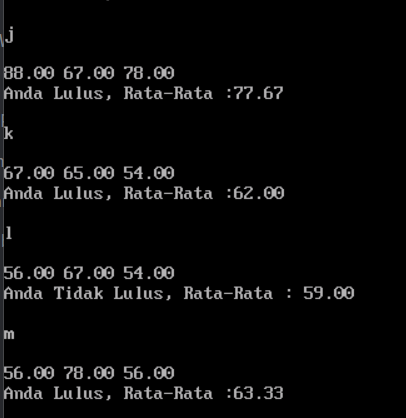 j
88.00 67.00 78.00
Anda Lulus, Rata-Rata :77.67
k
67.00 65.00 54.00
Anda Lulus, Rata-Rata :62.00
l
56.00 67.00 54.00
Anda Tidak Lulus, Rata-Rata : 59.00
m
56.00 78.00 56.00
Anda Lulus, Rata-Rata :63.33